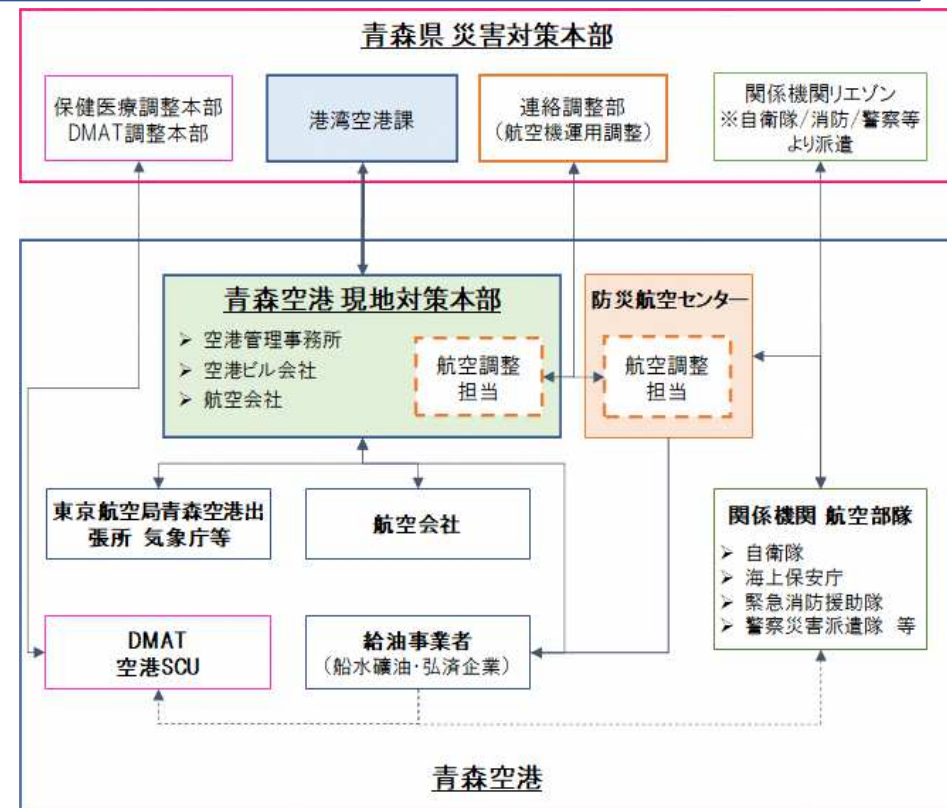 青森県 災害対策本部
保健医療調整本部
DMAT調整本部
港湾空港課
連絡調整部
（航空機運用調整）
関係機関リエゾン
※自衛隊/消防/警察等
より派遣
青森空港 現地対策本部
➢ 空港管理事務所
➢ 空港ビル会社
➢ 航空会社
航空調整
担当
防災航空センター
航空調整
担当
東京航空局青森空港出
張所 気象庁等
航空会社
関係機関 航空部隊
➢ 自衛隊
➢ 海上保安庁
➢ 緊急消防援助隊
➢ 警察災害派遣隊 等
DMAT
空港SCU
給油事業者
（船水礦油・弘済企業）
青森空港